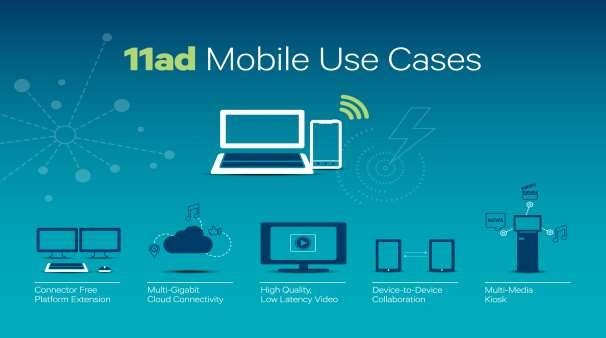 11ad Mobile Use Cases
Connector Free
Platform Extension
Multi-Gigabit
Cloud Connectivity
High Quality,
Low Latency Video
Device-to-Device
Collaboration
Multi-Media
Kiosk